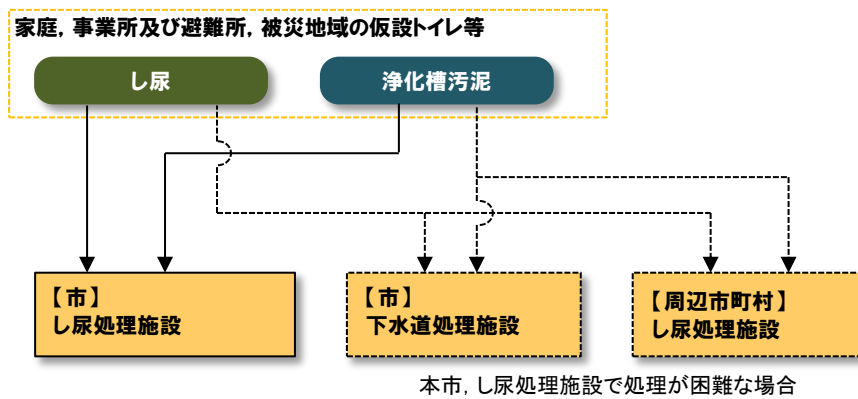 家庭，事業所及び避難所，被災地域の仮設トイレ等
し尿
浄化槽汚泥
【市】
し尿処理施設
【市】
下水道処理施設
【周辺市町村】
し尿処理施設
本市，し尿処理施設で処理が困難な場合